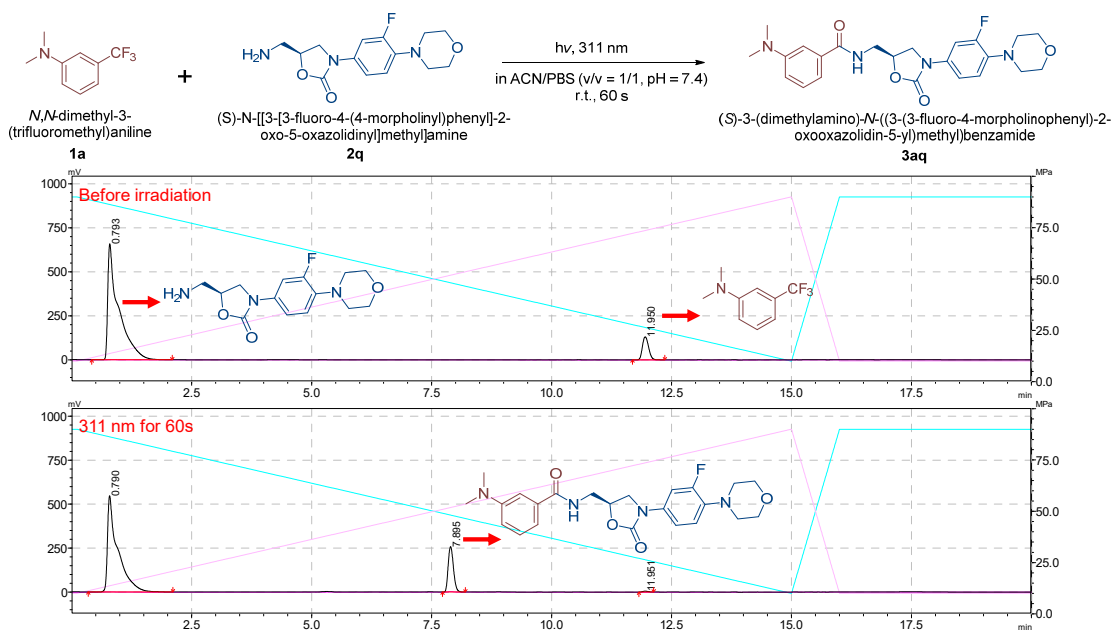 N
CF3
1a
N,N-dimethyl-3-
(trifluoromethyl)aniline
+
NH2
O
O
N
F
N
O
(S)-N-[[3-[3-fluoro-4-(4-morpholinyl)phenyl]-2-
oxo-5-oxazolidinyl]methyl]amine
2q
hν, 311 nm
in ACN/PBS (v/v = 1/1, pH = 7.4)
r.t., 60 s
N
O
N
H
O
O
N
F
N
O
(S)-3-(dimethylamino)-N-((3-(3-fluoro-4-morpholinophenyl)-2-
oxooxazolidin-5-yl)methyl)benzamide
3aq
mV
MPa
Before irradiation
1000
750
500
250
0
75.0
50.0
25.0
0.0
0.793
H2N
O
O
N
F
N
O
11.950
N
CF3
2.5
5.0
7.5
10.0
12.5
15.0
17.5
min
mV
MPa
311 nm for 60s
1000
750
500
250
0
75.0
50.0
25.0
0.0
0.790
7.895
N
O
N
H
O
O
N
F
N
O
11.951
2.5
5.0
7.5
10.0
12.5
15.0
17.5
min